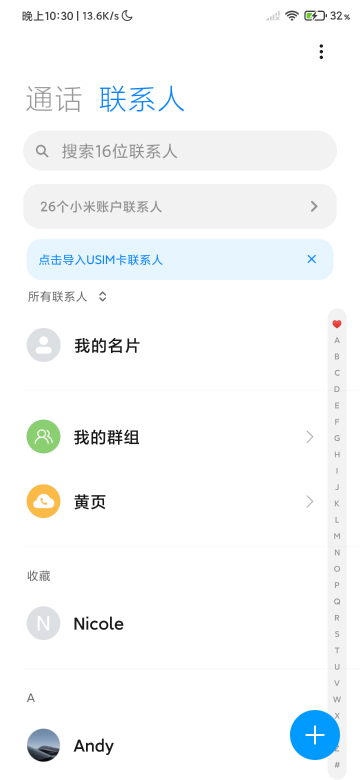 晚上10:30 | 13.6K/s 32%
通话 联系人
搜索16位联系人
26个小米账户联系人
点击导入USIM卡联系人
所有联系人
我的名片
我的群组
黄页
收藏
N Nicole
A
Andy
A
B
C
D
E
F
G
H
I
J
K
L
M
N
O
P
Q
R
S
T
U
V
W
X
Z
#